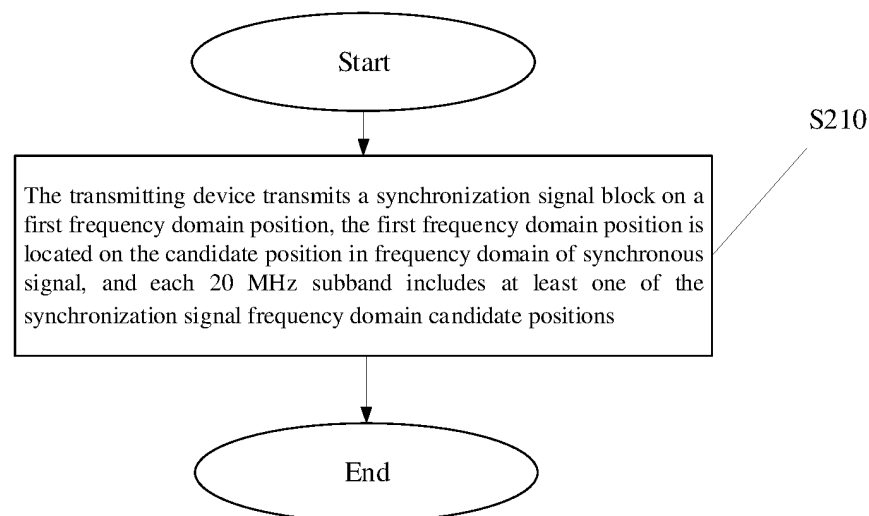 Start
S210
The transmitting device transmits a synchronization signal block on a
first frequency domain position, the first frequency domain position is
located on the candidate position in frequency domain of synchronous
signal, and each 20 MHz subband includes at least one of the
synchronization signal frequency domain candidate positions
End